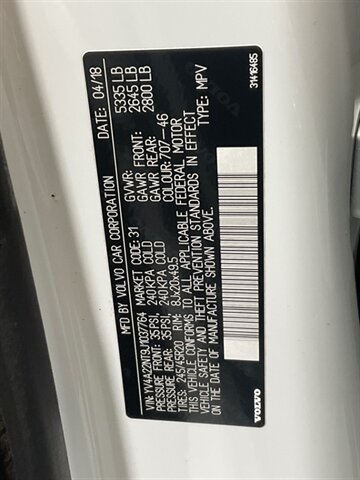 MFD BY VOLVO CAR CORPORATION DATE: 04/18
GVWR: 5335 LB
GAWR FRONT: 2645 LB
GAWR REAR: 2800 LB
VIN: YV4A22NT9J1037764 MARKET CODE: 31 COLOUR: 707-46
PRESSURE FRONT: 35 PSI, 240 KPA COLD
PRESSURE REAR: 35 PSI, 240 KPA COLD
TIRES: 245/45R20 RIM: 8Jx20x49.5
THIS VEHICLE CONFORMS TO ALL APPLICABLE FEDERAL MOTOR
VEHICLE SAFETY AND THEFT PREVENTION STANDARDS IN EFFECT
ON THE DATE OF MANUFACTURE SHOWN ABOVE. TYPE: MPV
VOLVO 31416485